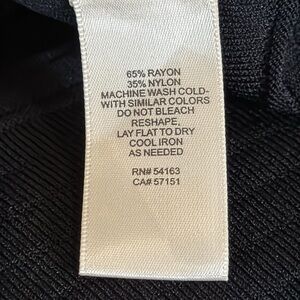 65% RAYON
35% NYLON
MACHINE WASH COLD-
WITH SIMILAR COLORS
DO NOT BLEACH
RESHAPE,
LAY FLAT TO DRY
COOL IRON
AS NEEDED
RN# 54163
CA# 57151